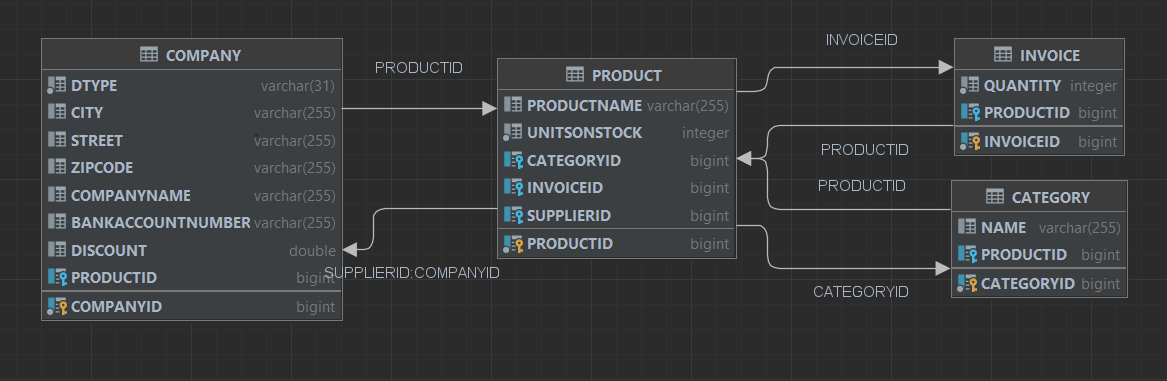 COMPANY
DTYPE varchar(31)
CITY varchar(255)
STREET varchar(255)
ZIPCODE varchar(255)
COMPANYNAME varchar(255)
BANKACCOUNTNUMBER varchar(255)
DISCOUNT double
PRODUCTID bigint
COMPANYID bigint
PRODUCTID
SUPPLIERID:COMPANYID
PRODUCT
PRODUCTNAME varchar(255)
UNITSONSTOCK integer
CATEGORYID bigint
INVOICEID bigint
SUPPLIERID bigint
PRODUCTID bigint
INVOICEID
PRODUCTID
PRODUCTID
CATEGORYID
INVOICE
QUANTITY integer
PRODUCTID bigint
INVOICEID bigint
CATEGORY
NAME varchar(255)
PRODUCTID bigint
CATEGORYID bigint